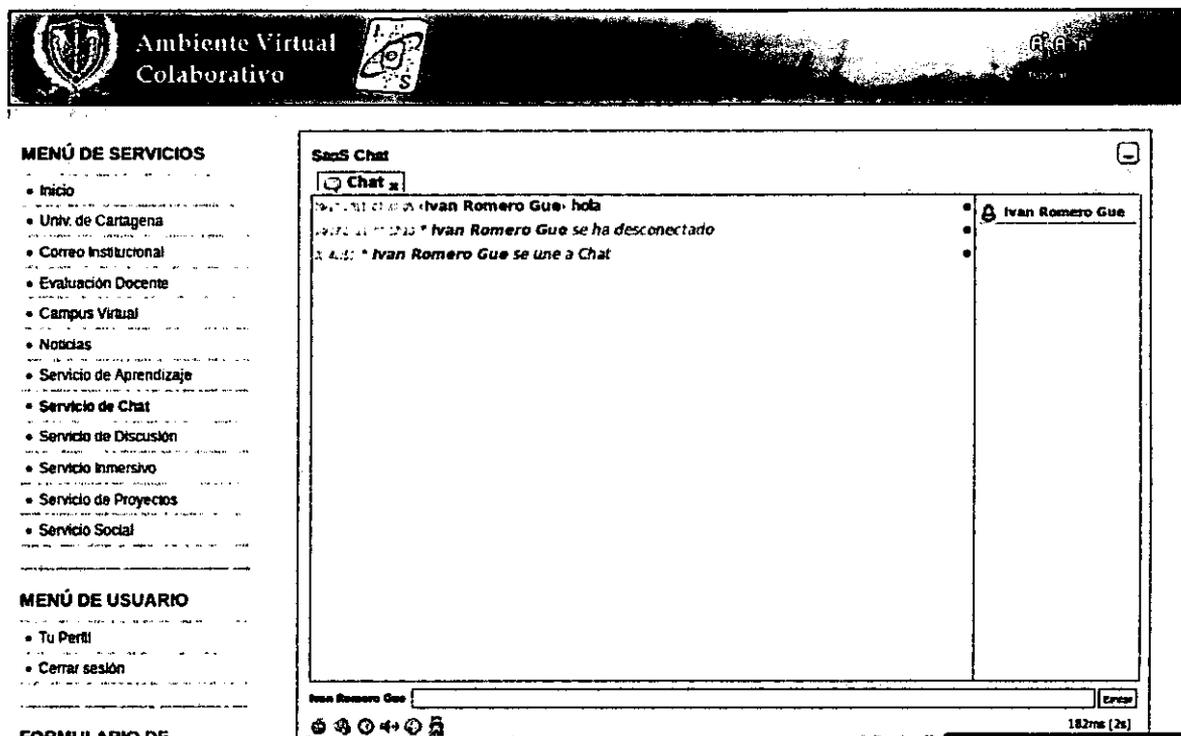 Ambiente Virtual
Colaborativo
MENÚ DE SERVICIOS
• Inicio
• Univ. de Cartagena
• Correo Institucional
• Evaluación Docente
• Campus Virtual
• Noticias
• Servicio de Aprendizaje
• Servicio de Chat
• Servicio de Discusión
• Servicio Inmersivo
• Servicio de Proyectos
• Servicio Social
MENÚ DE USUARIO
• Tu Perfil
• Cerrar sesión
FORMULARIO DE
SaaS Chat
Chat x
‹Ivan Romero Gue› hola
* Ivan Romero Gue se ha desconectado
* Ivan Romero Gue se une a Chat
Ivan Romero Gue
Ivan Romero Gue
Enviar
182ms [2s]